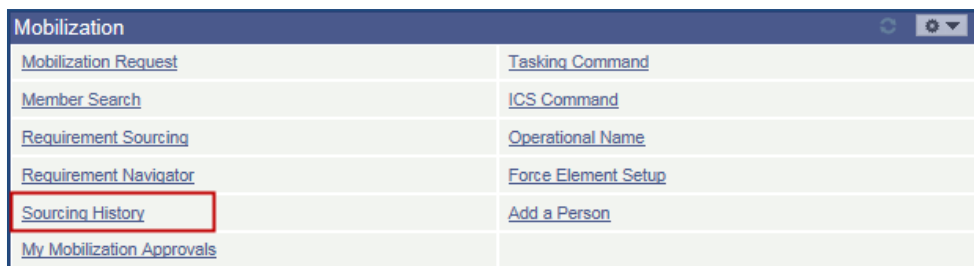 Mobilization
Mobilization Request Tasking Command
Member Search ICS Command
Requirement Sourcing Operational Name
Requirement Navigator Force Element Setup
Sourcing History Add a Person
My Mobilization Approvals